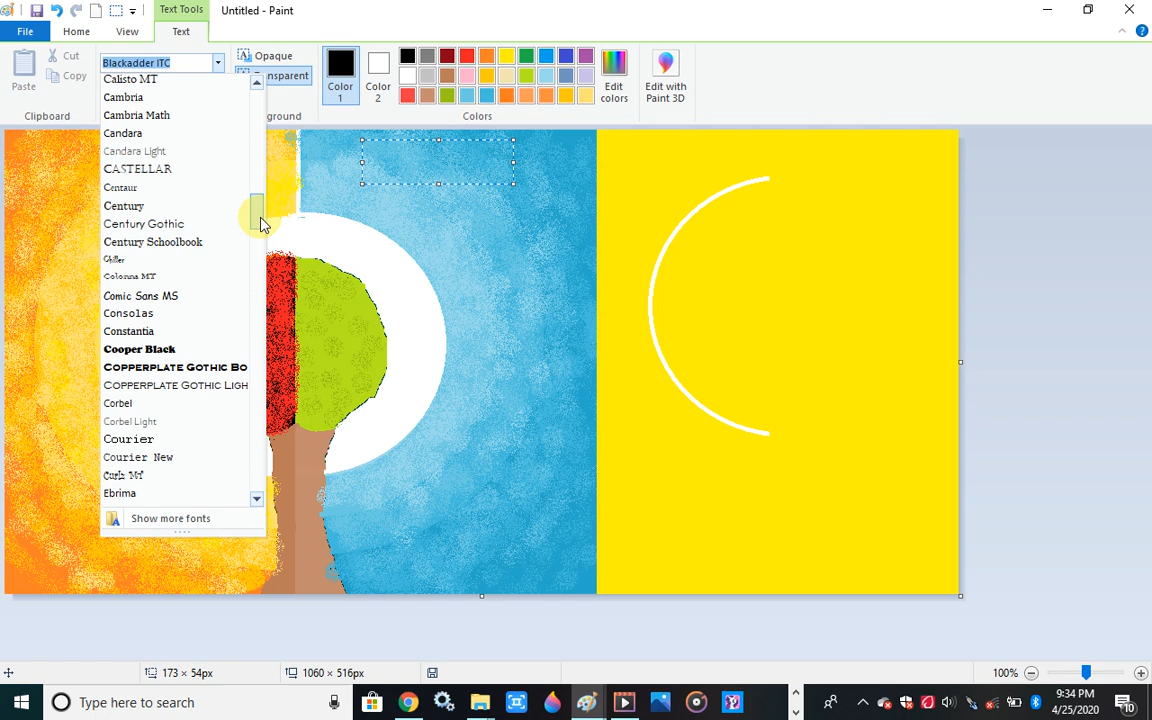 Text Tools Untitled - Paint
File Home View Text
Paste Cut Copy
Blackadder ITC
Opaque
Transparent
Color 1 Color 2
Edit colors
Edit with Paint 3D
Clipboard Colors
Calisto MT
Cambria
Cambria Math
Candara
Candara Light
CASTELLAR
Centaur
Century
Century Gothic
Century Schoolbook
Chiller
Colonna MT
Comic Sans MS
Consolas
Constantia
Cooper Black
COPPERPLATE GOTHIC BO
COPPERPLATE GOTHIC LIGH
Corbel
Corbel Light
Courier
Courier New
Curlz MT
Ebrima
Show more fonts
173 × 54px 1060 × 516px 100%
Type here to search
9:34 PM
4/25/2020
10